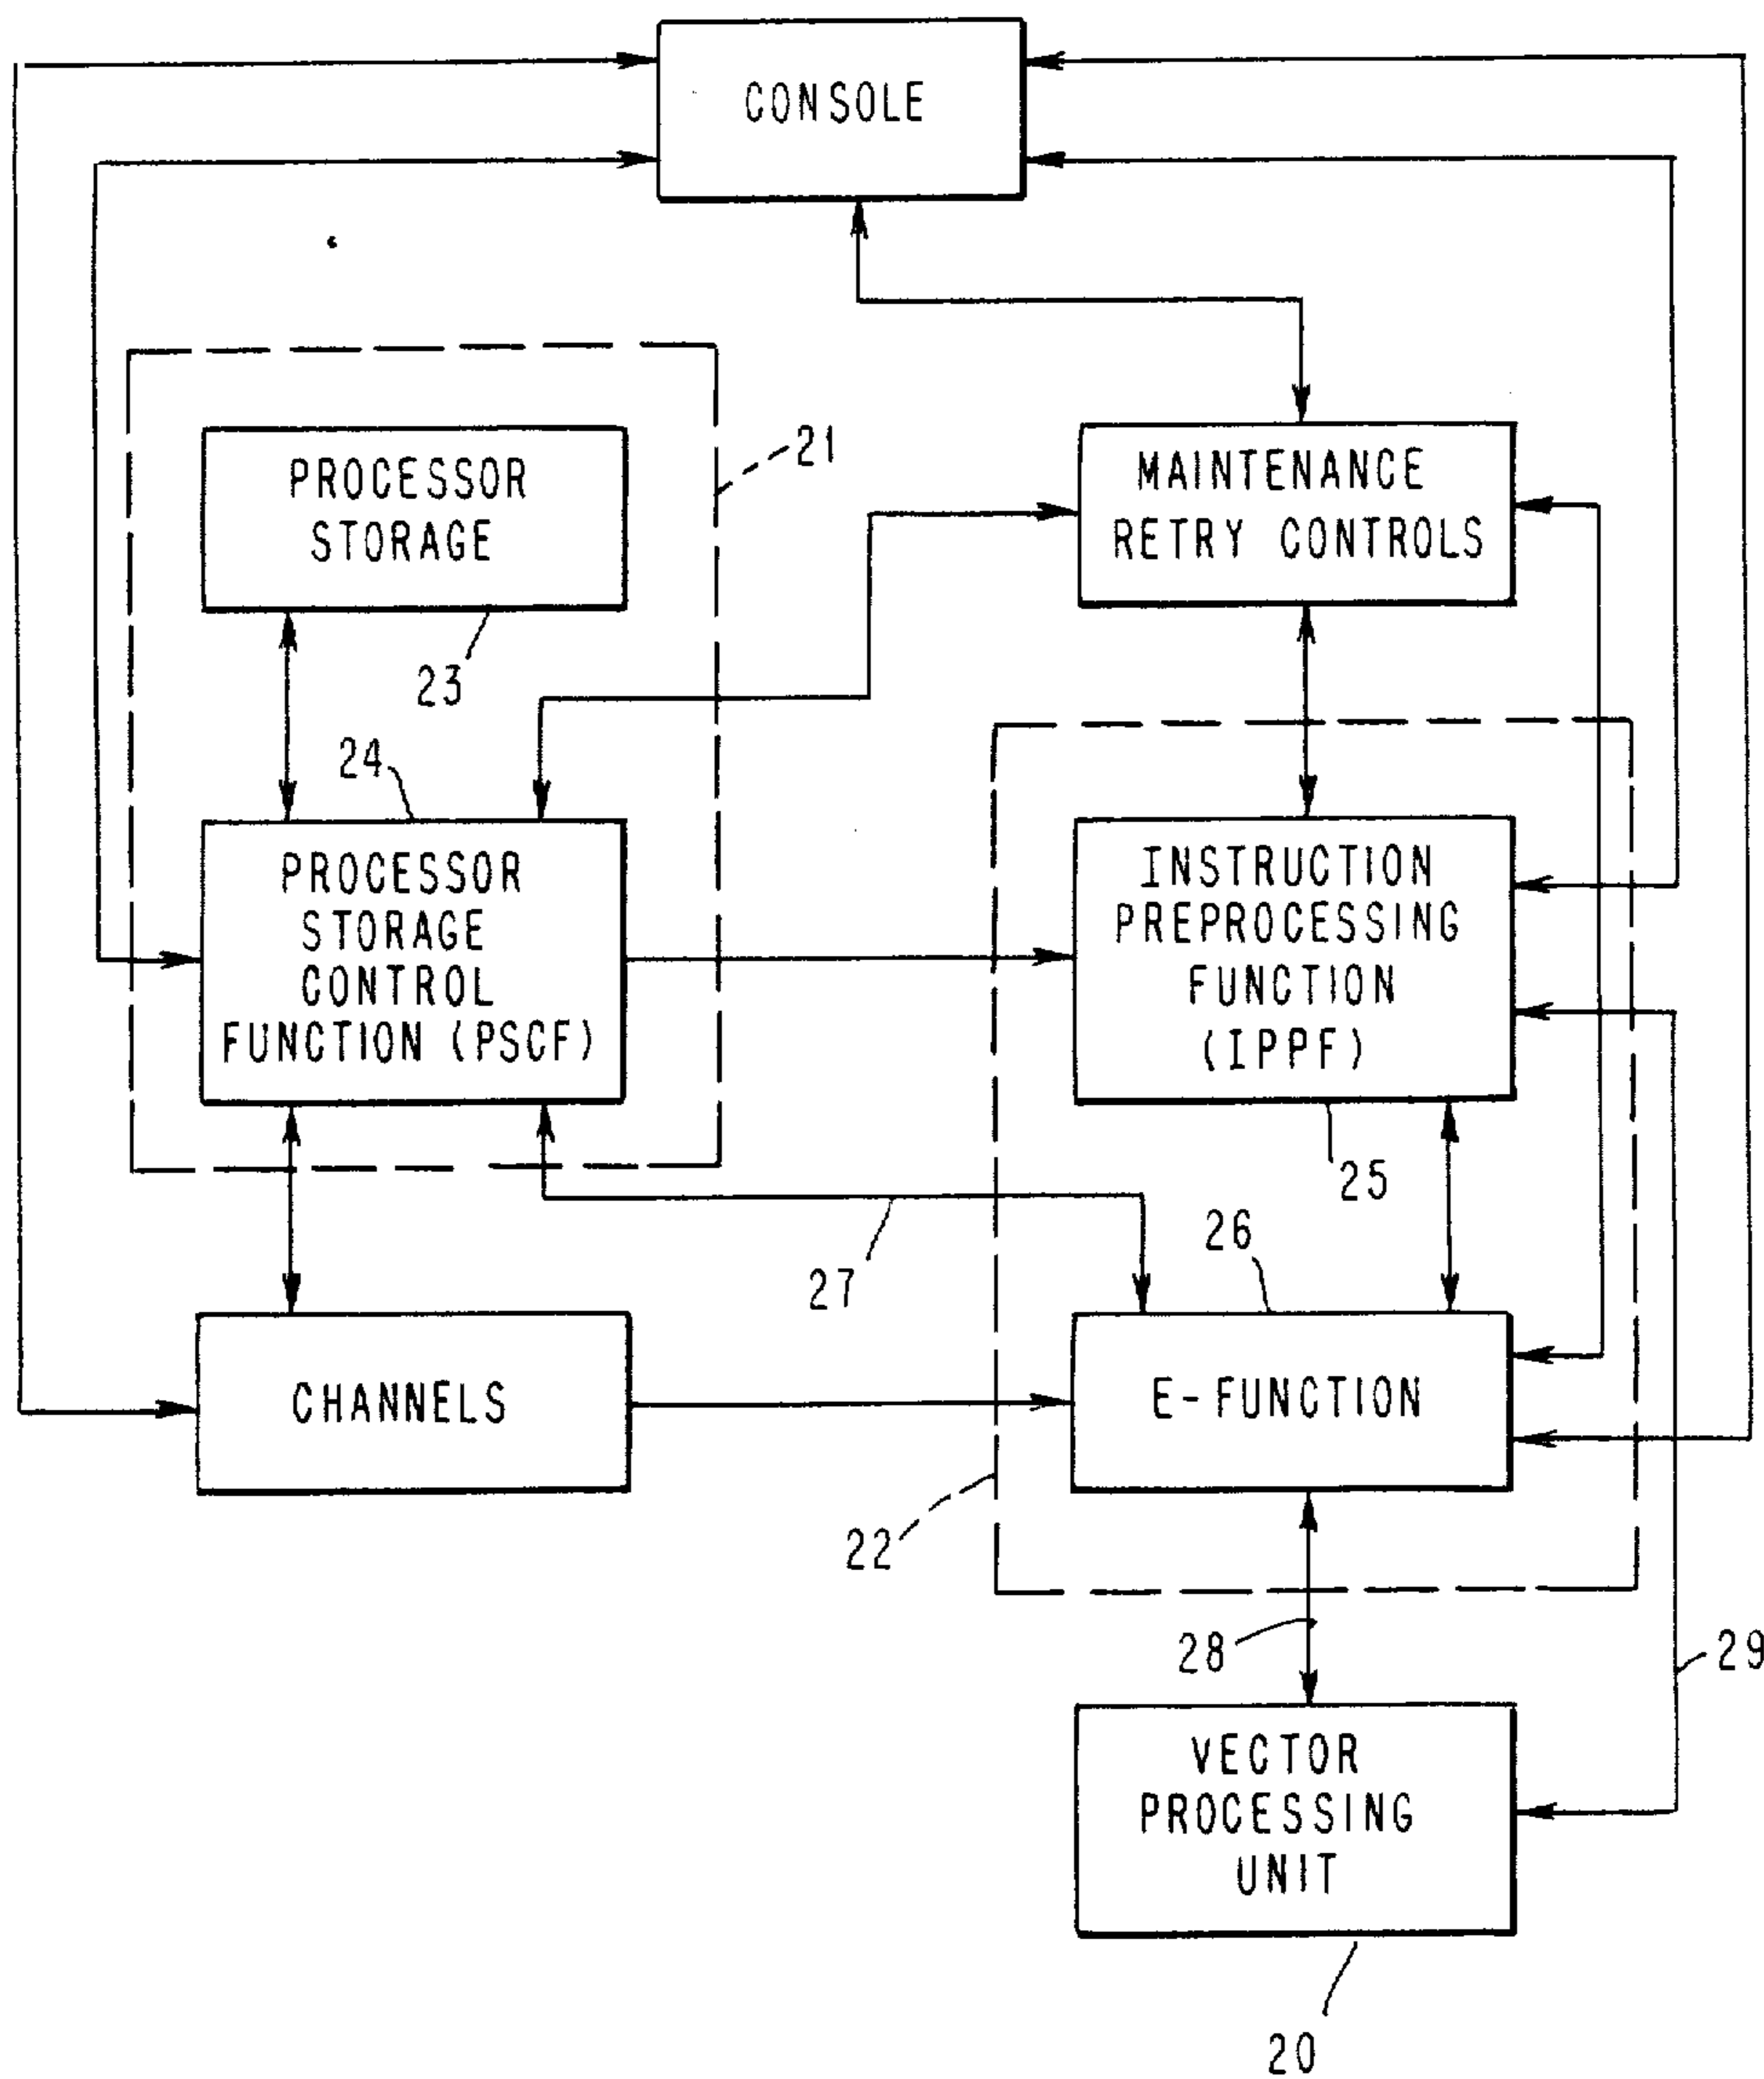 CONSOLE
21
PROCESSOR
STORAGE
MAINTENANCE
RETRY CONTROLS
23
24
PROCESSOR
STORAGE
CONTROL
FUNCTION (PSCF)
INSTRUCTION
PREPROCESSING
FUNCTION
(IPPF)
25
26
27
CHANNELS
E-FUNCTION
22
28
29
VECTOR
PROCESSING
UNIT
20